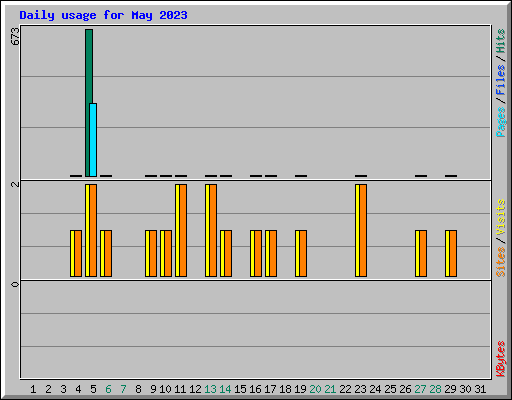 Daily usage for May 2023
673
Pages / Files / Hits
2
Sites / Visits
0
KBytes
1 2 3 4 5 6 7 8 9 10 11 12 13 14 15 16 17 18 19 20 21 22 23 24 25 26 27 28 29 30 31